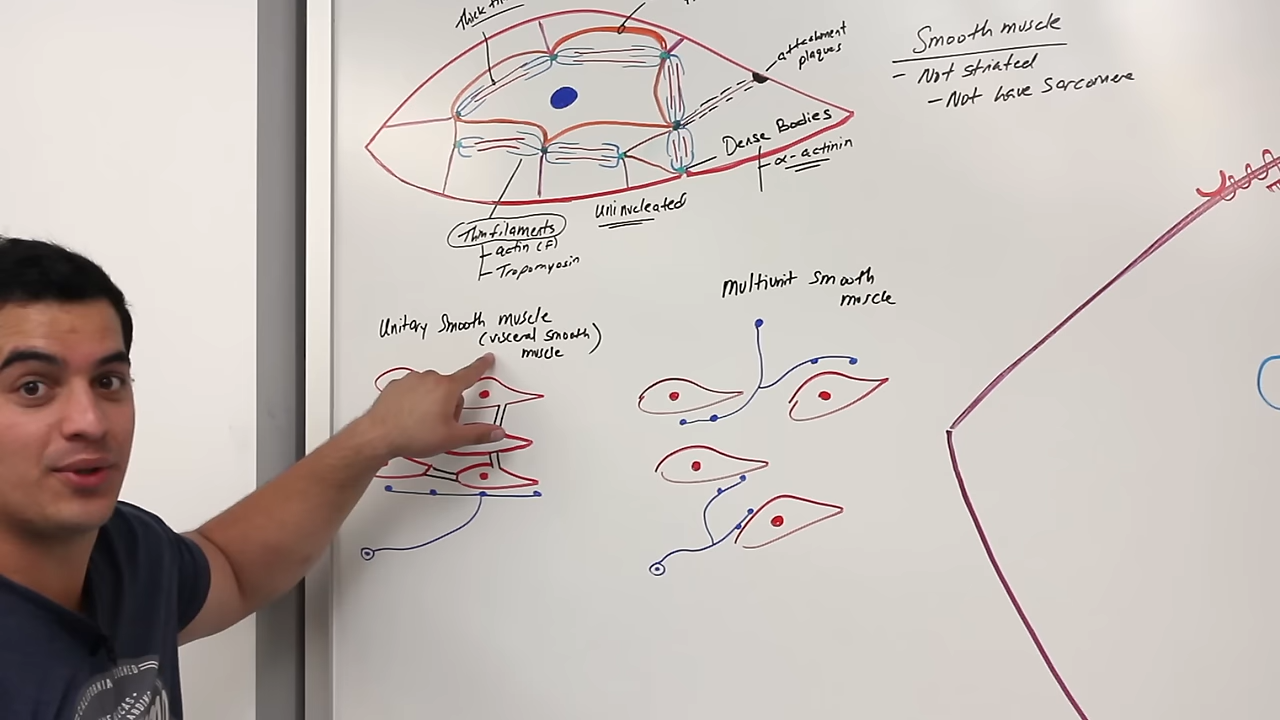 Thick
attachment
plaques
Smooth muscle
- Not striated
- Not have Sarcomere
Dense Bodies
α-actinin
Uninucleated
Thin filaments
actin (F)
Tropomyosin
Unitary Smooth muscle
(visceral smooth)
muscle
Multiunit Smooth
muscle